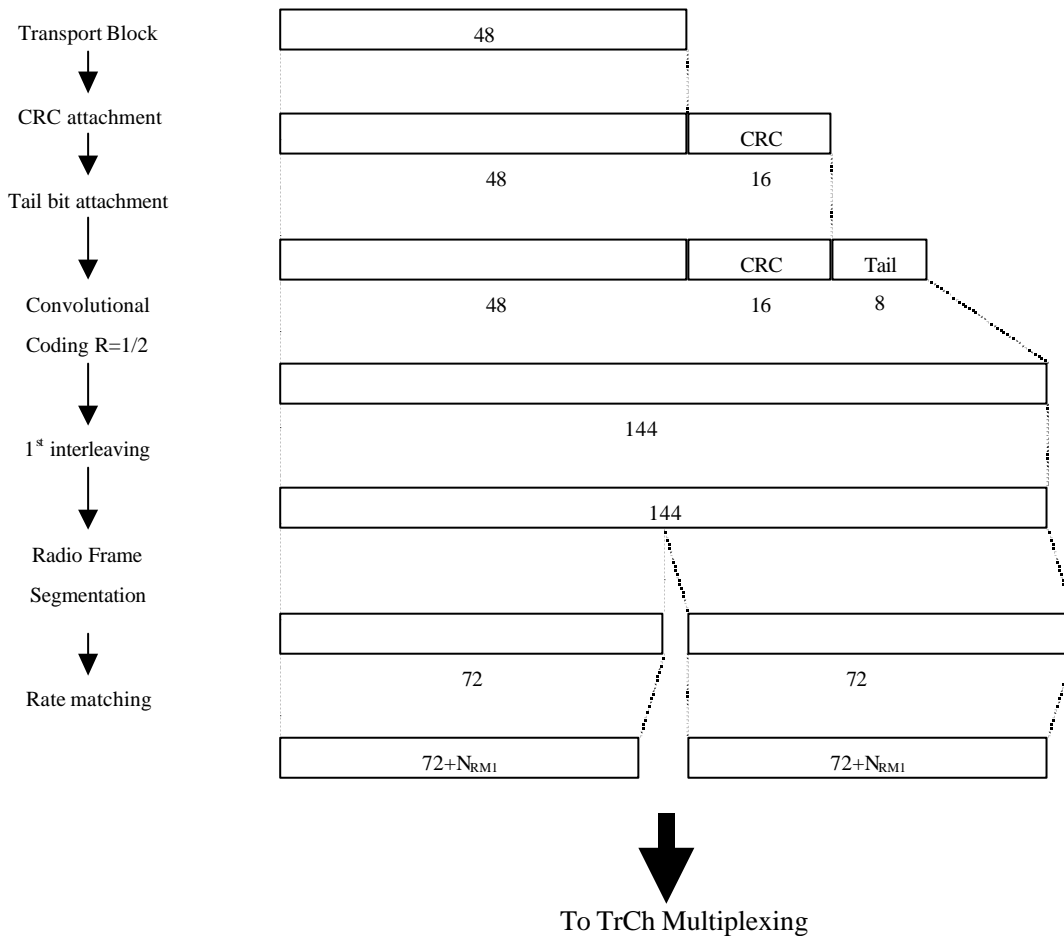 Transport Block
48
CRC attachment
CRC
48 16
Tail bit attachment
CRC Tail
48 16 8
Convolutional
Coding R=1/2
144
1st interleaving
144
Radio Frame
Segmentation
72 72
Rate matching
72+NRM1 72+NRM1
To TrCh Multiplexing